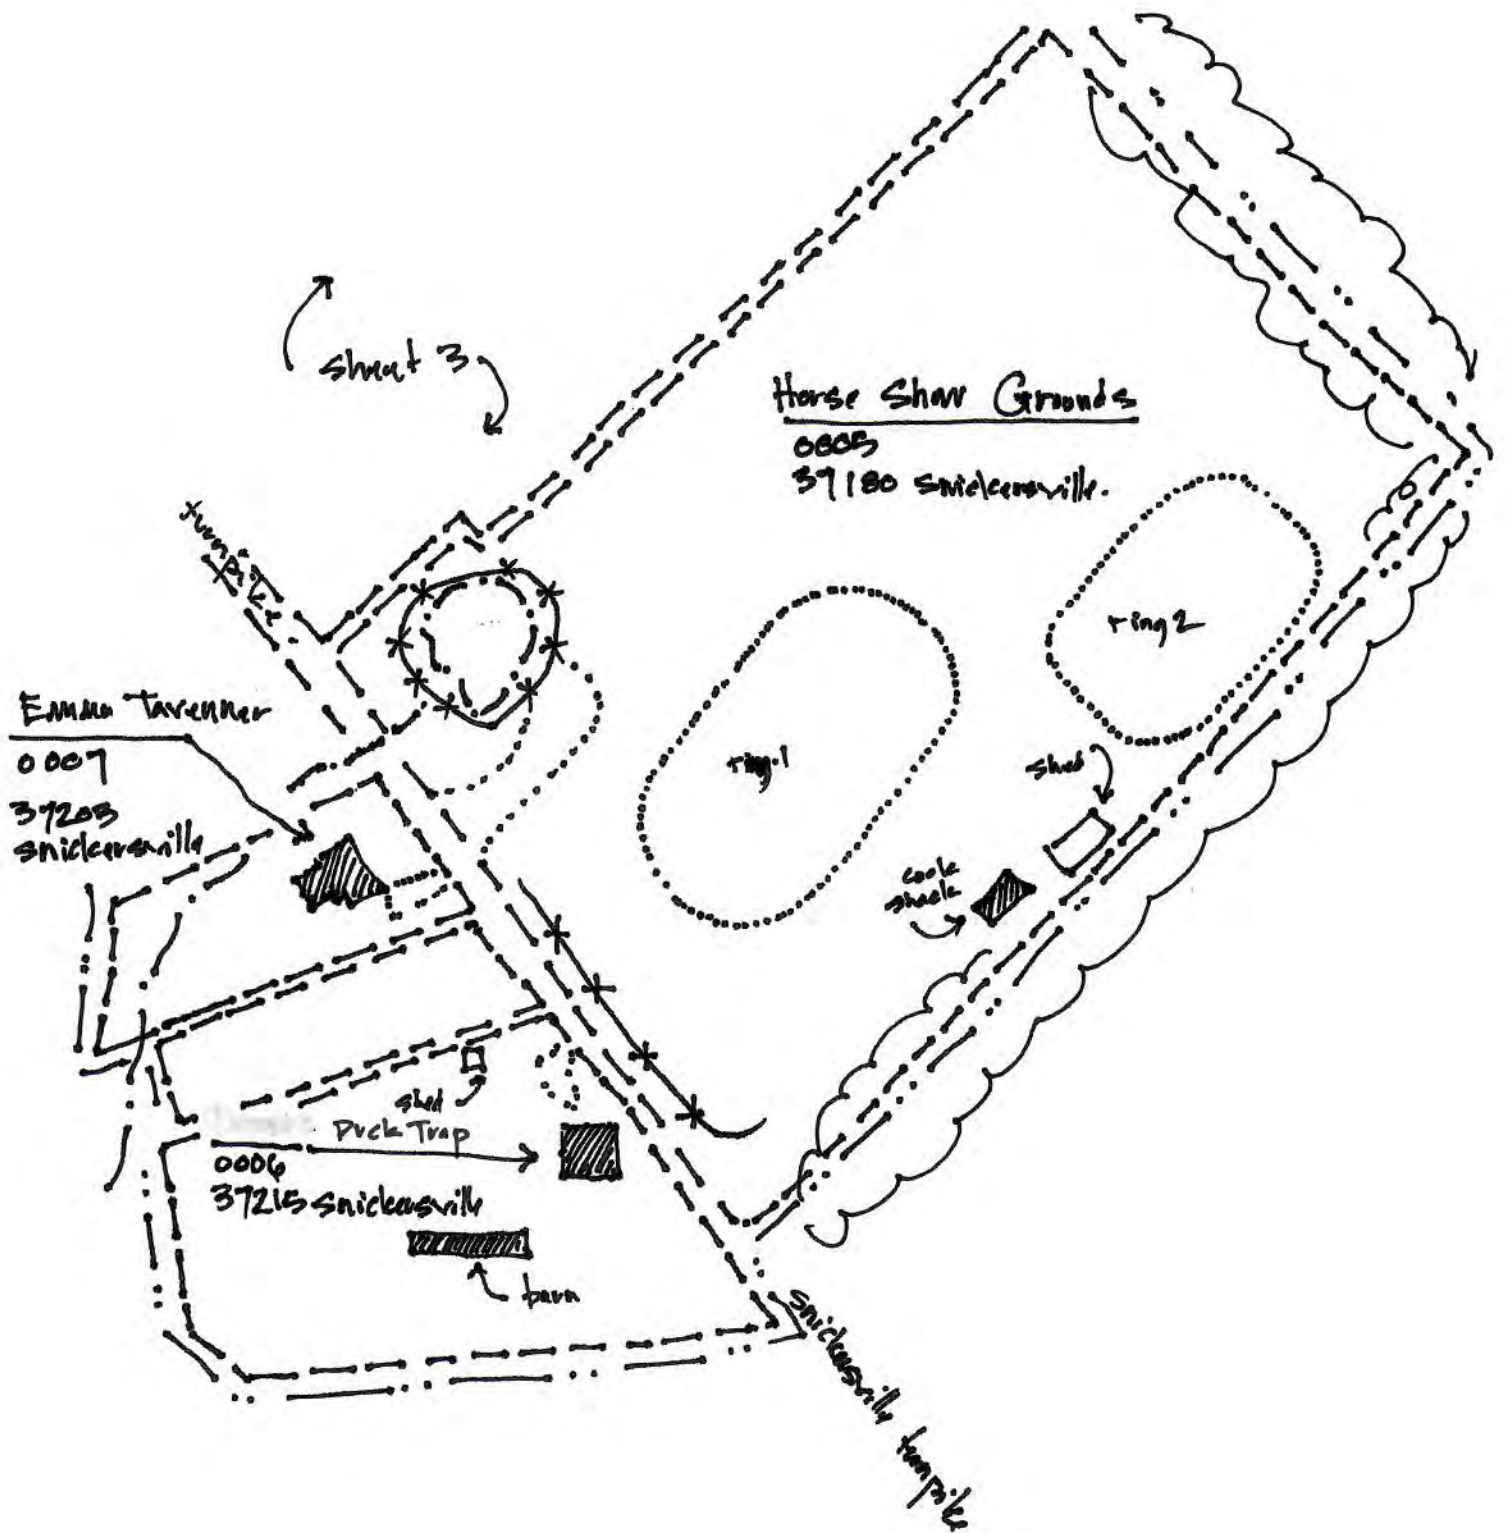 sheet 3
Horse Show Grounds
0005
37180 Snickersville.
turnpike
ring 2
ring 1
Emma Tavenner
0007
37203
Snickersville
shed
cook
shack
shed
Duck Trap
0006
37215 Snickersville
barn
Snickersville turnpike